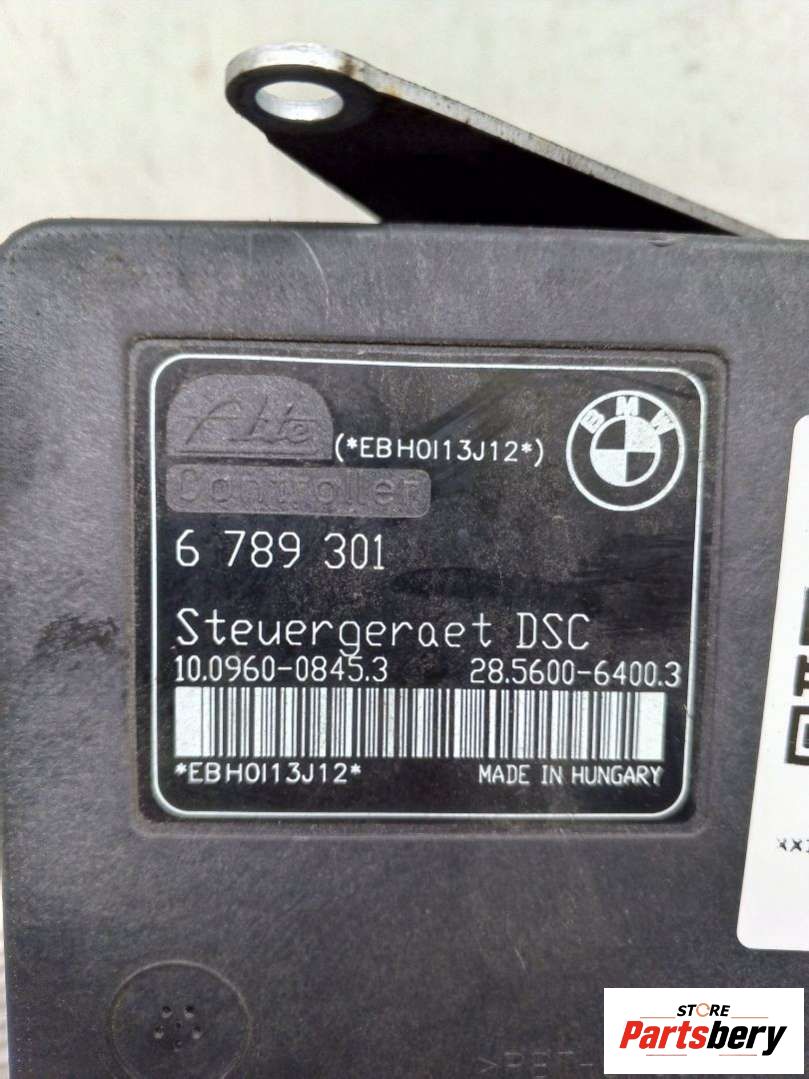 Ate
(*EBH0I13J12*)
BMW
Controller
6 789 301
Steuergeraet DSC
10.0960-0845.3 28.5600-6400.3
*EBH0I13J12*
MADE IN HUNGARY
STORE
Partsbery